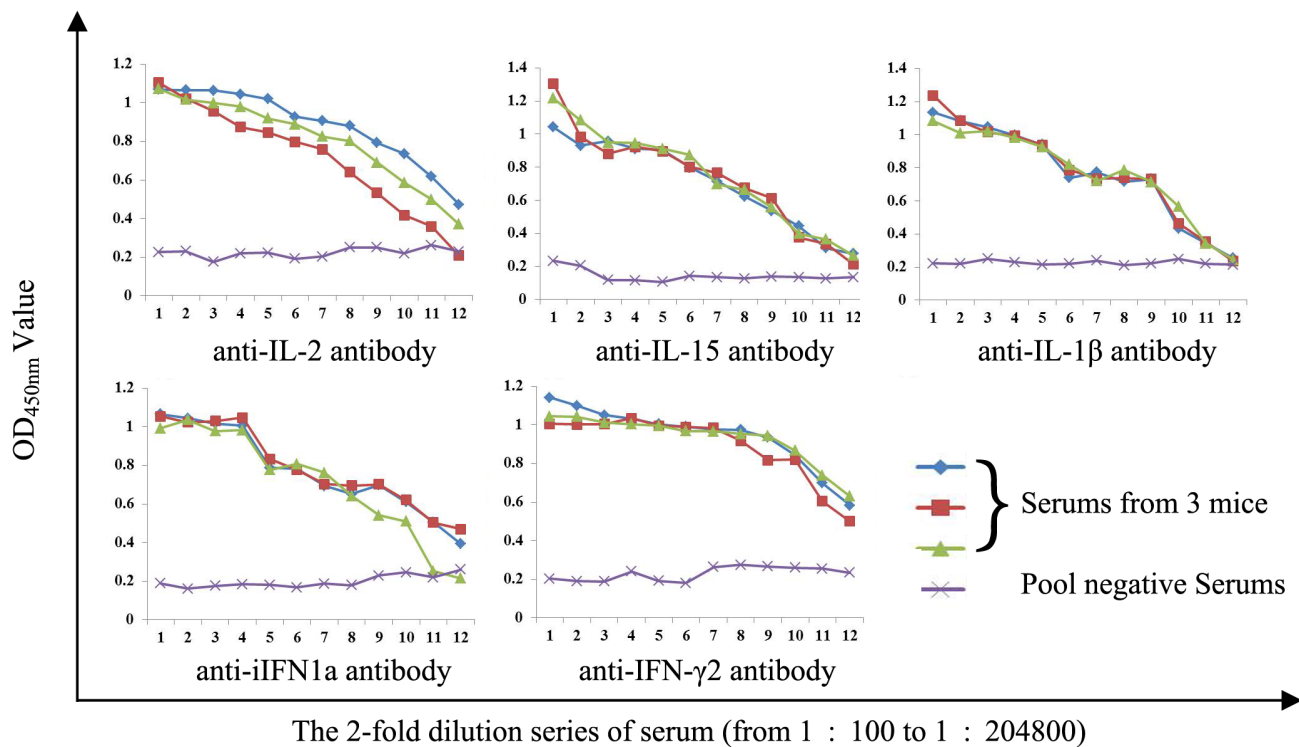 OD450nm Value
1.2
1
0.8
0.6
0.4
0.2
0
1 2 3 4 5 6 7 8 9 10 11 12
anti-IL-2 antibody
1.4
1.2
1
0.8
0.6
0.4
0.2
0
1 2 3 4 5 6 7 8 9 10 11 12
anti-IL-15 antibody
1.4
1.2
1
0.8
0.6
0.4
0.2
0
1 2 3 4 5 6 7 8 9 10 11 12
anti-IL-1β antibody
1.2
1
0.8
0.6
0.4
0.2
0
1 2 3 4 5 6 7 8 9 10 11 12
anti-iIFN1a antibody
1.2
1
0.8
0.6
0.4
0.2
0
1 2 3 4 5 6 7 8 9 10 11 12
anti-IFN-γ2 antibody
Serums from 3 mice
Pool negative Serums
The 2-fold dilution series of serum (from 1 : 100 to 1 : 204800)